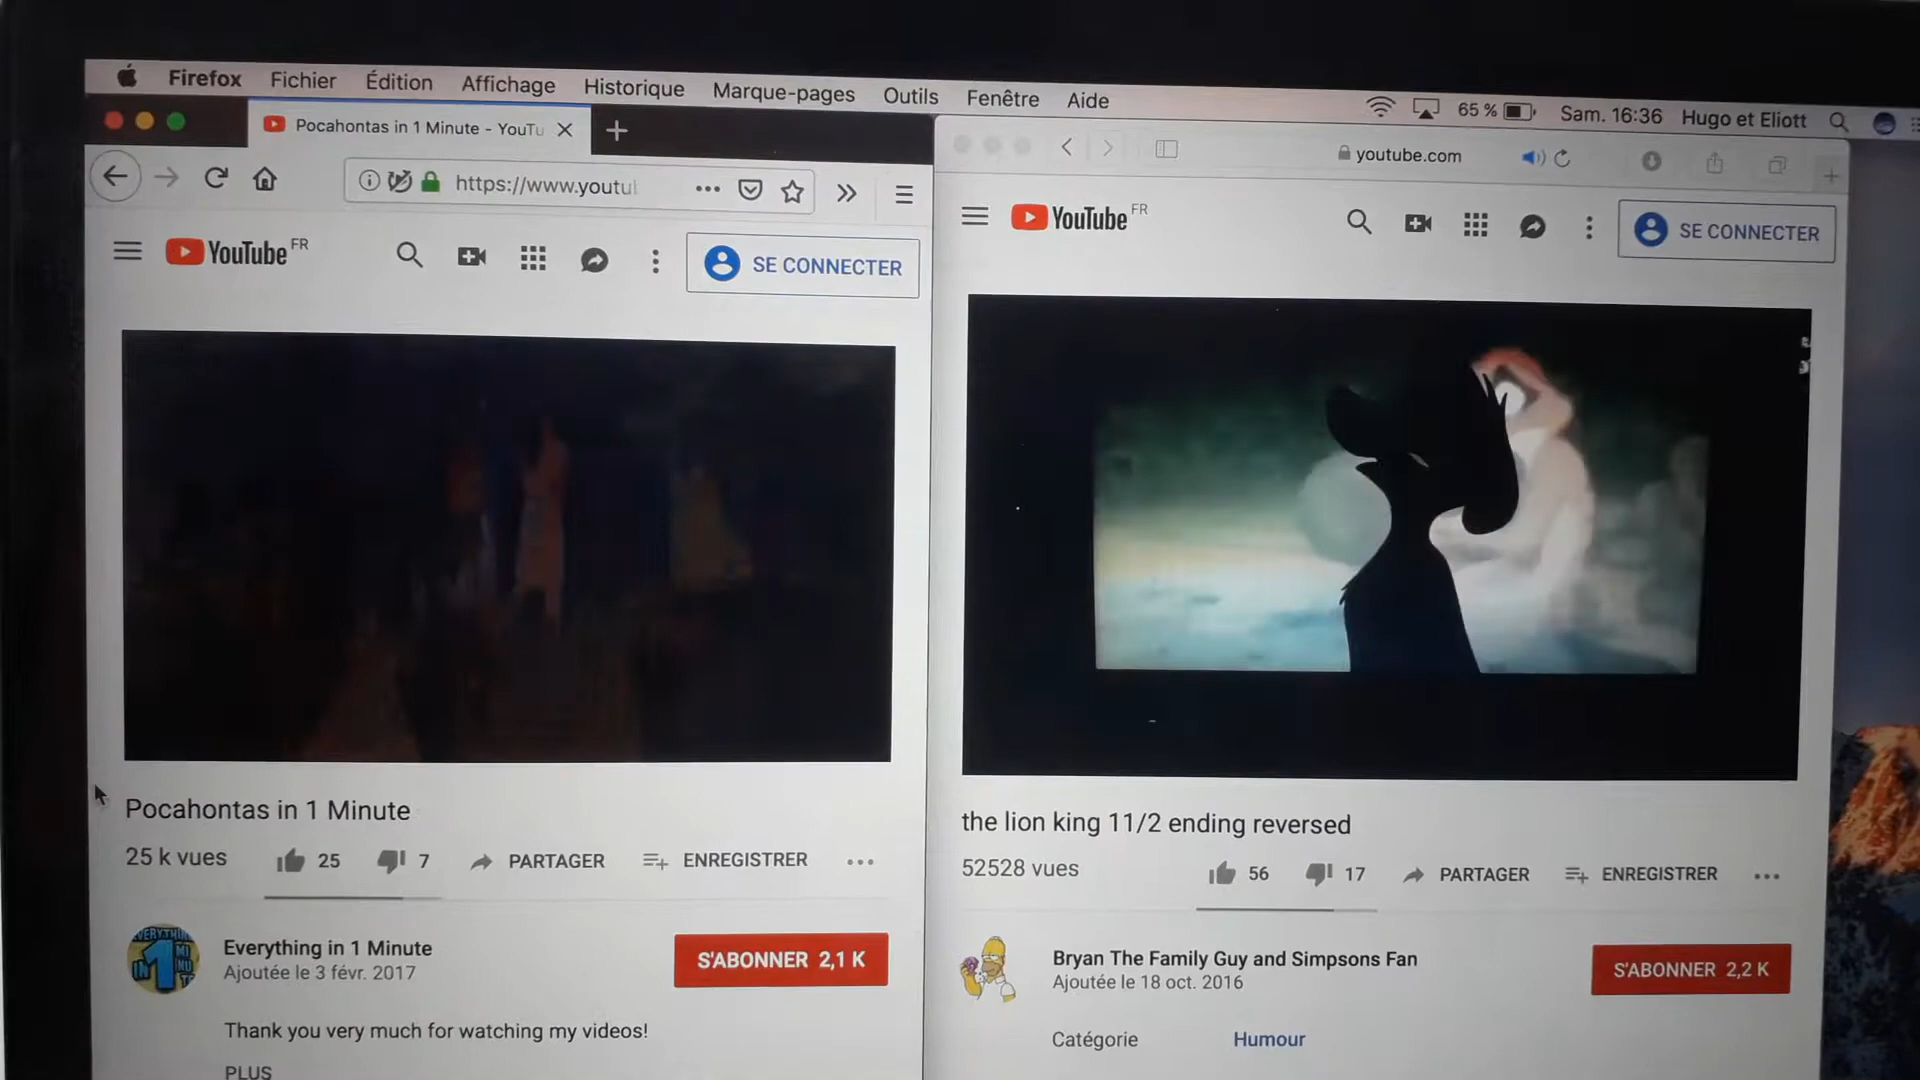 Firefox Fichier Édition Affichage Historique Marque-pages Outils Fenêtre Aide
65 % Sam. 16:36 Hugo et Eliott
Pocahontas in 1 Minute - YouTu
https://www.youtul
youtube.com
YouTube FR
SE CONNECTER
YouTube FR
SE CONNECTER
Pocahontas in 1 Minute
25 k vues 25 7 PARTAGER ENREGISTRER
Everything in 1 Minute
Ajoutée le 3 févr. 2017
S'ABONNER 2,1 K
Thank you very much for watching my videos!
PLUS
the lion king 11/2 ending reversed
52528 vues 56 17 PARTAGER ENREGISTRER
Bryan The Family Guy and Simpsons Fan
Ajoutée le 18 oct. 2016
S'ABONNER 2,2 K
Catégorie Humour